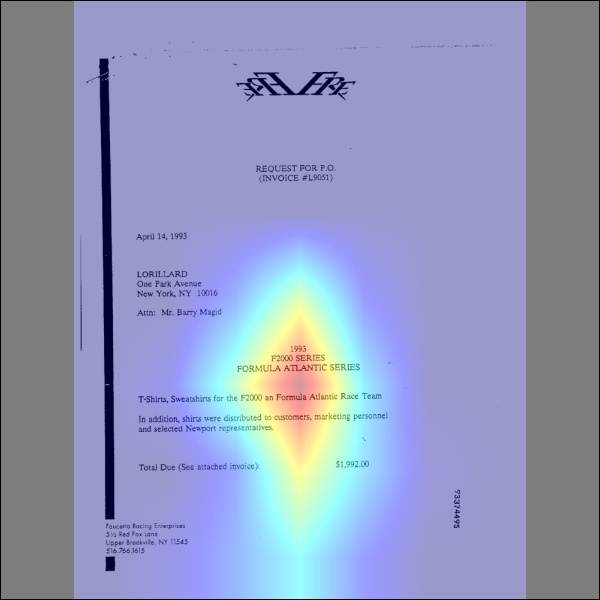 REQUEST FOR P.O.
(INVOICE #L9051)
April 14, 1993
LORILLARD
One Park Avenue
New York, NY 10016
Attn: Mr. Barry Magid
1993
F2000 SERIES
FORMULA ATLANTIC SERIES
T-Shirts, Sweatshirts for the F2000 an Formula Atlantic Race Team
In addition, shirts were distributed to customers, marketing personnel
and selected Newport representatives.
Total Due (See attached invoice): $1,992.00
Faucetta Racing Enterprises
5½ Red Fox Lane
Upper Brookville, NY 11545
516.766.1615
93374495